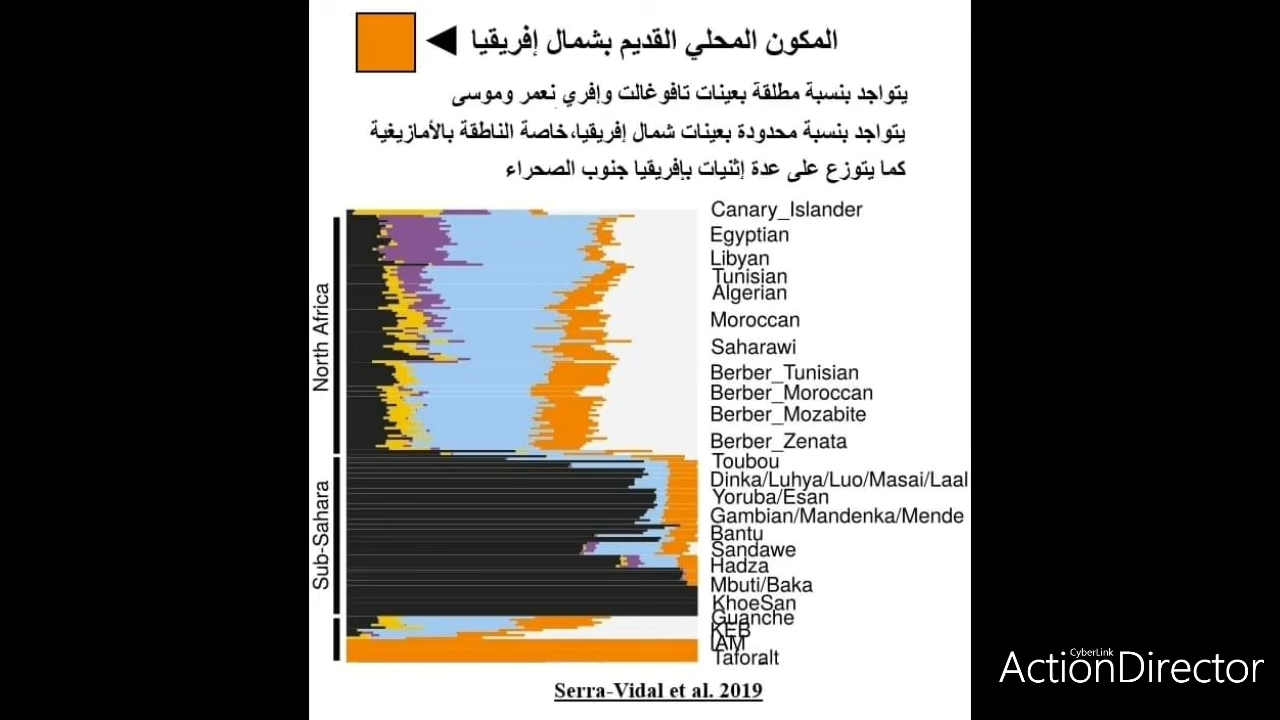 المكون المحلي القديم بشمال إفريقيا
يتواجد بنسبة مطلقة بعينات تافوغالت وإفري نعمر وموسى
يتواجد بنسبة محدودة بعينات شمال إفريقيا،خاصة الناطقة بالأمازيغية
كما يتوزع على عدة إثنيات بإفريقيا جنوب الصحراء
North Africa
Canary_Islander
Egyptian
Libyan
Tunisian
Algerian
Moroccan
Saharawi
Berber_Tunisian
Berber_Moroccan
Berber_Mozabite
Berber_Zenata
Sub-Sahara
Toubou
Dinka/Luhya/Luo/Masai/Laal
Yoruba/Esan
Gambian/Mandenka/Mende
Bantu
Sandawe
Hadza
Mbuti/Baka
KhoeSan
Guanche
KEB
IAM
Taforalt
Serra-Vidal et al. 2019
CyberLink
ActionDirector